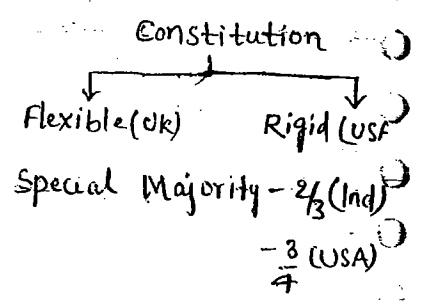 Constitution
Flexible(Uk) Rigid (USA
Special Majority - 2/3 (Ind)
- 3/4 (USA)